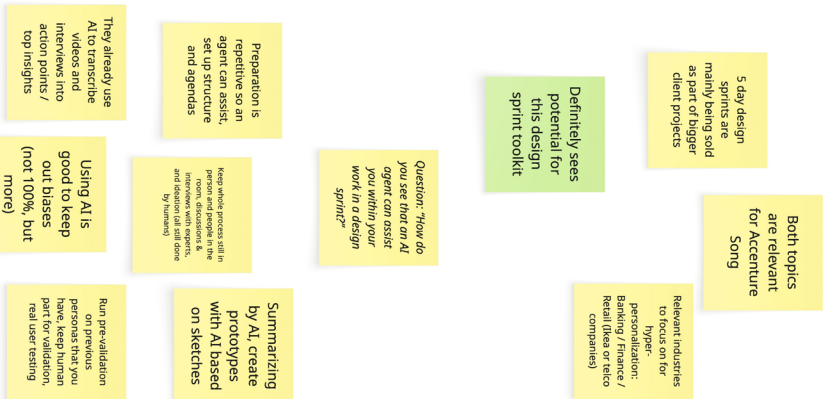 5 day design
sprints are
mainly being sold
as part of bigger
client projects
Both topics
are relevant
for Accenture
Song
Relevant industries
to focus on for
hyper-
personalization:
Banking / Finance /
Retail (Ikea or telco
companies)
Definitely sees
potential for
this design
sprint toolkit
Question: "How do
you see that an AI
agent can assist
you within your
work in a design
sprint?"
Preparation is
repetitive so an
agent can assist,
set up structure
and agendas
Keep whole process still in
person and people in the
room, disussions &
interviews with experts,
and ideation (all still done
by humans)
Summarizing
by AI, create
prototypes
with AI based
on sketches
They already use
AI to transcribe
videos and
interviews into
action points /
top insights
Using AI is
good to keep
out biases
(not 100%, but
more)
Run pre-validation
on previous
personas that you
have, keep human
part for validation,
real user testing